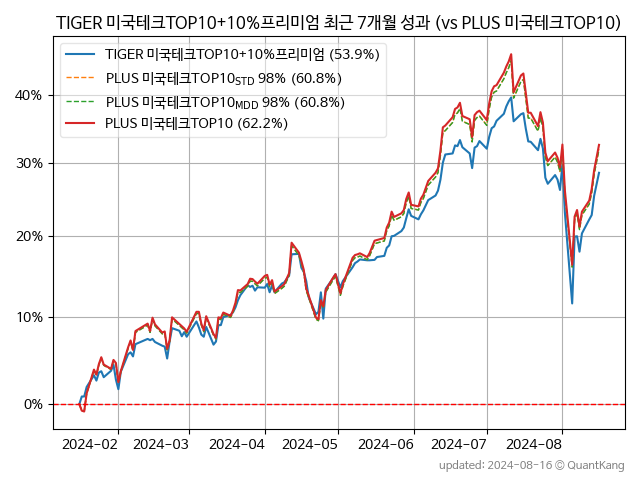 TIGER 미국테크TOP10+10%프리미엄 최근 7개월 성과 (vs PLUS 미국테크TOP10)
TIGER 미국테크TOP10+10%프리미엄 (53.9%)
PLUS 미국테크TOP10STD 98% (60.8%)
PLUS 미국테크TOP10MDD 98% (60.8%)
PLUS 미국테크TOP10 (62.2%)
40%
30%
20%
10%
0%
2024-02 2024-03 2024-04 2024-05 2024-06 2024-07 2024-08
updated: 2024-08-16 © QuantKang